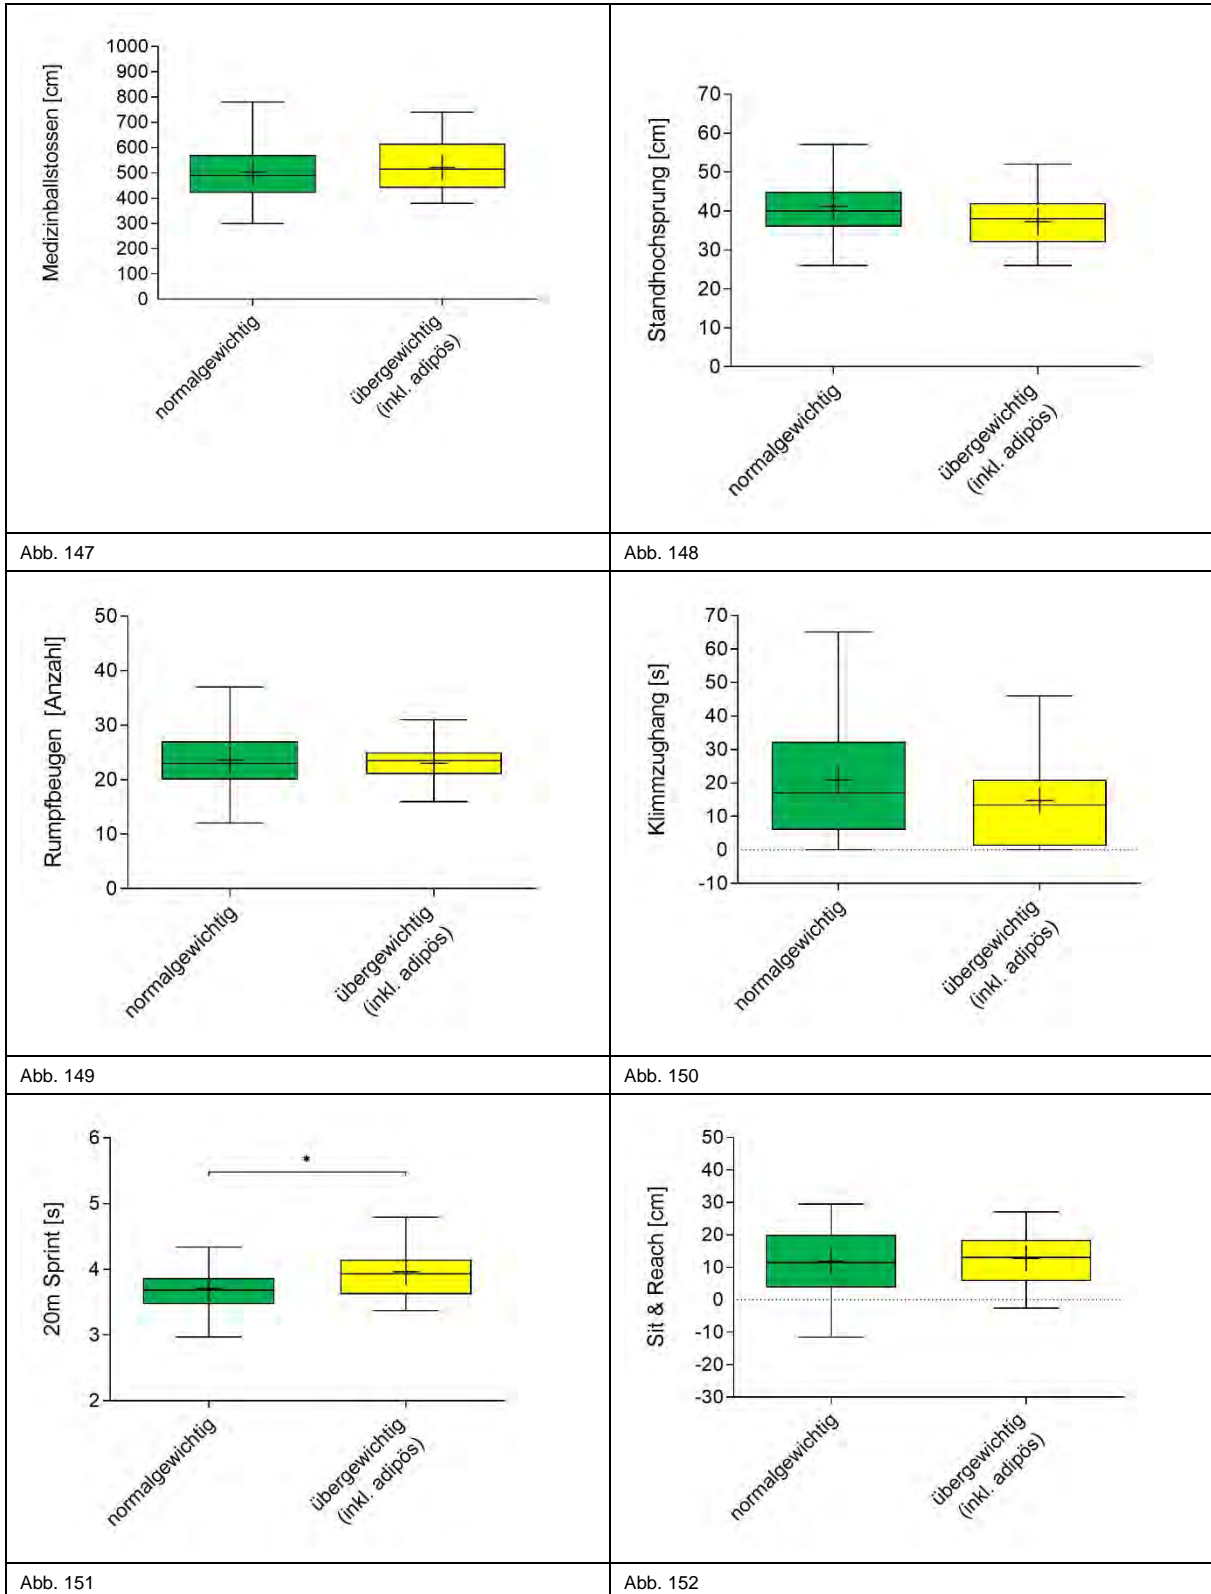 Medizinballstossen [cm]
1000
900
800
700
600
500
400
300
200
100
0
normalgewichtig
übergewichtig
(inkl. adipös)
Abb. 147
Standhochsprung [cm]
70
60
50
40
30
20
10
0
normalgewichtig
übergewichtig
(inkl. adipös)
Abb. 148
Rumpfbeugen [Anzahl]
50
40
30
20
10
0
normalgewichtig
übergewichtig
(inkl. adipös)
Abb. 149
Klimmzughang [s]
70
60
50
40
30
20
10
0
-10
normalgewichtig
übergewichtig
(inkl. adipös)
Abb. 150
20m Sprint [s]
6
5
4
3
2
*
normalgewichtig
übergewichtig
(inkl. adipös)
Abb. 151
Sit & Reach [cm]
50
40
30
20
10
0
-10
-20
-30
normalgewichtig
übergewichtig
(inkl. adipös)
Abb. 152